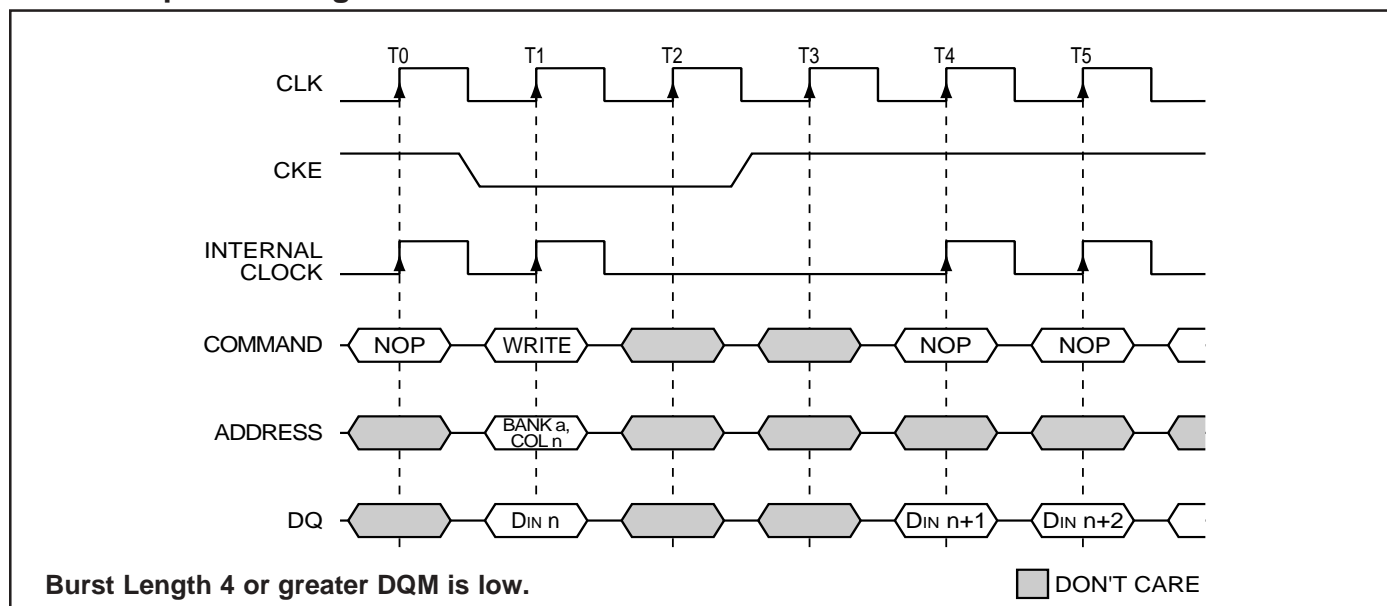 T0 T1 T2 T3 T4 T5
CLK
CKE
INTERNAL
CLOCK
COMMAND NOP WRITE NOP NOP
ADDRESS BANK a,
COL n
DQ DIN n DIN n+1 DIN n+2
Burst Length 4 or greater DQM is low. DON'T CARE